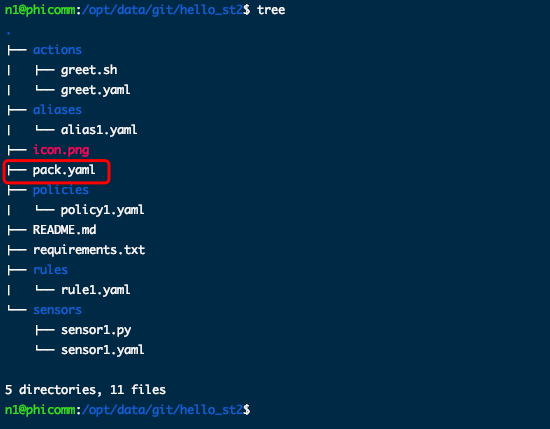 n1@phicomm:/opt/data/git/hello_st2$ tree
.
├── actions
│   ├── greet.sh
│   └── greet.yaml
├── aliases
│   └── alias1.yaml
├── icon.png
├── pack.yaml
├── policies
│   └── policy1.yaml
├── README.md
├── requirements.txt
├── rules
│   └── rule1.yaml
└── sensors
    ├── sensor1.py
    └── sensor1.yaml

5 directories, 11 files
n1@phicomm:/opt/data/git/hello_st2$